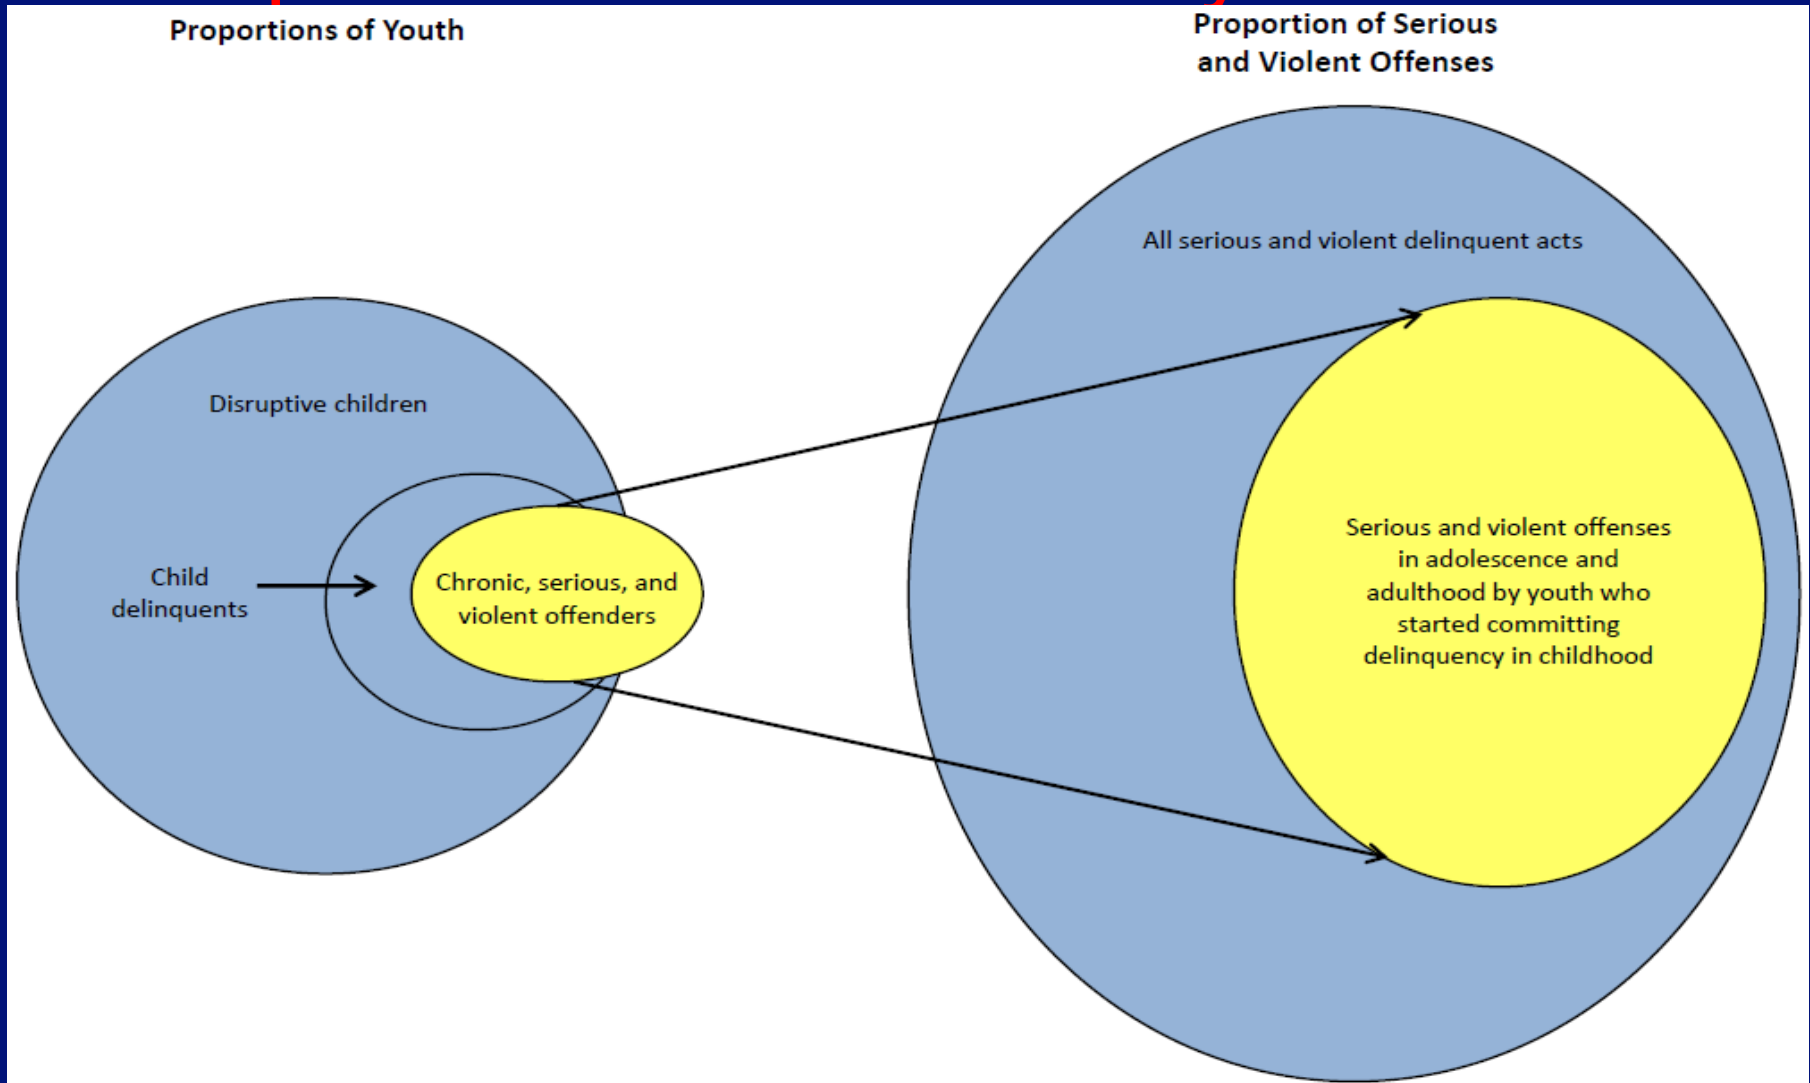 Proportions of Youth
Proportion of Serious
and Violent Offenses
Disruptive children
Child
delinquents
Chronic, serious, and
violent offenders
All serious and violent delinquent acts
Serious and violent offenses
in adolescence and
adulthood by youth who
started committing
delinquency in childhood